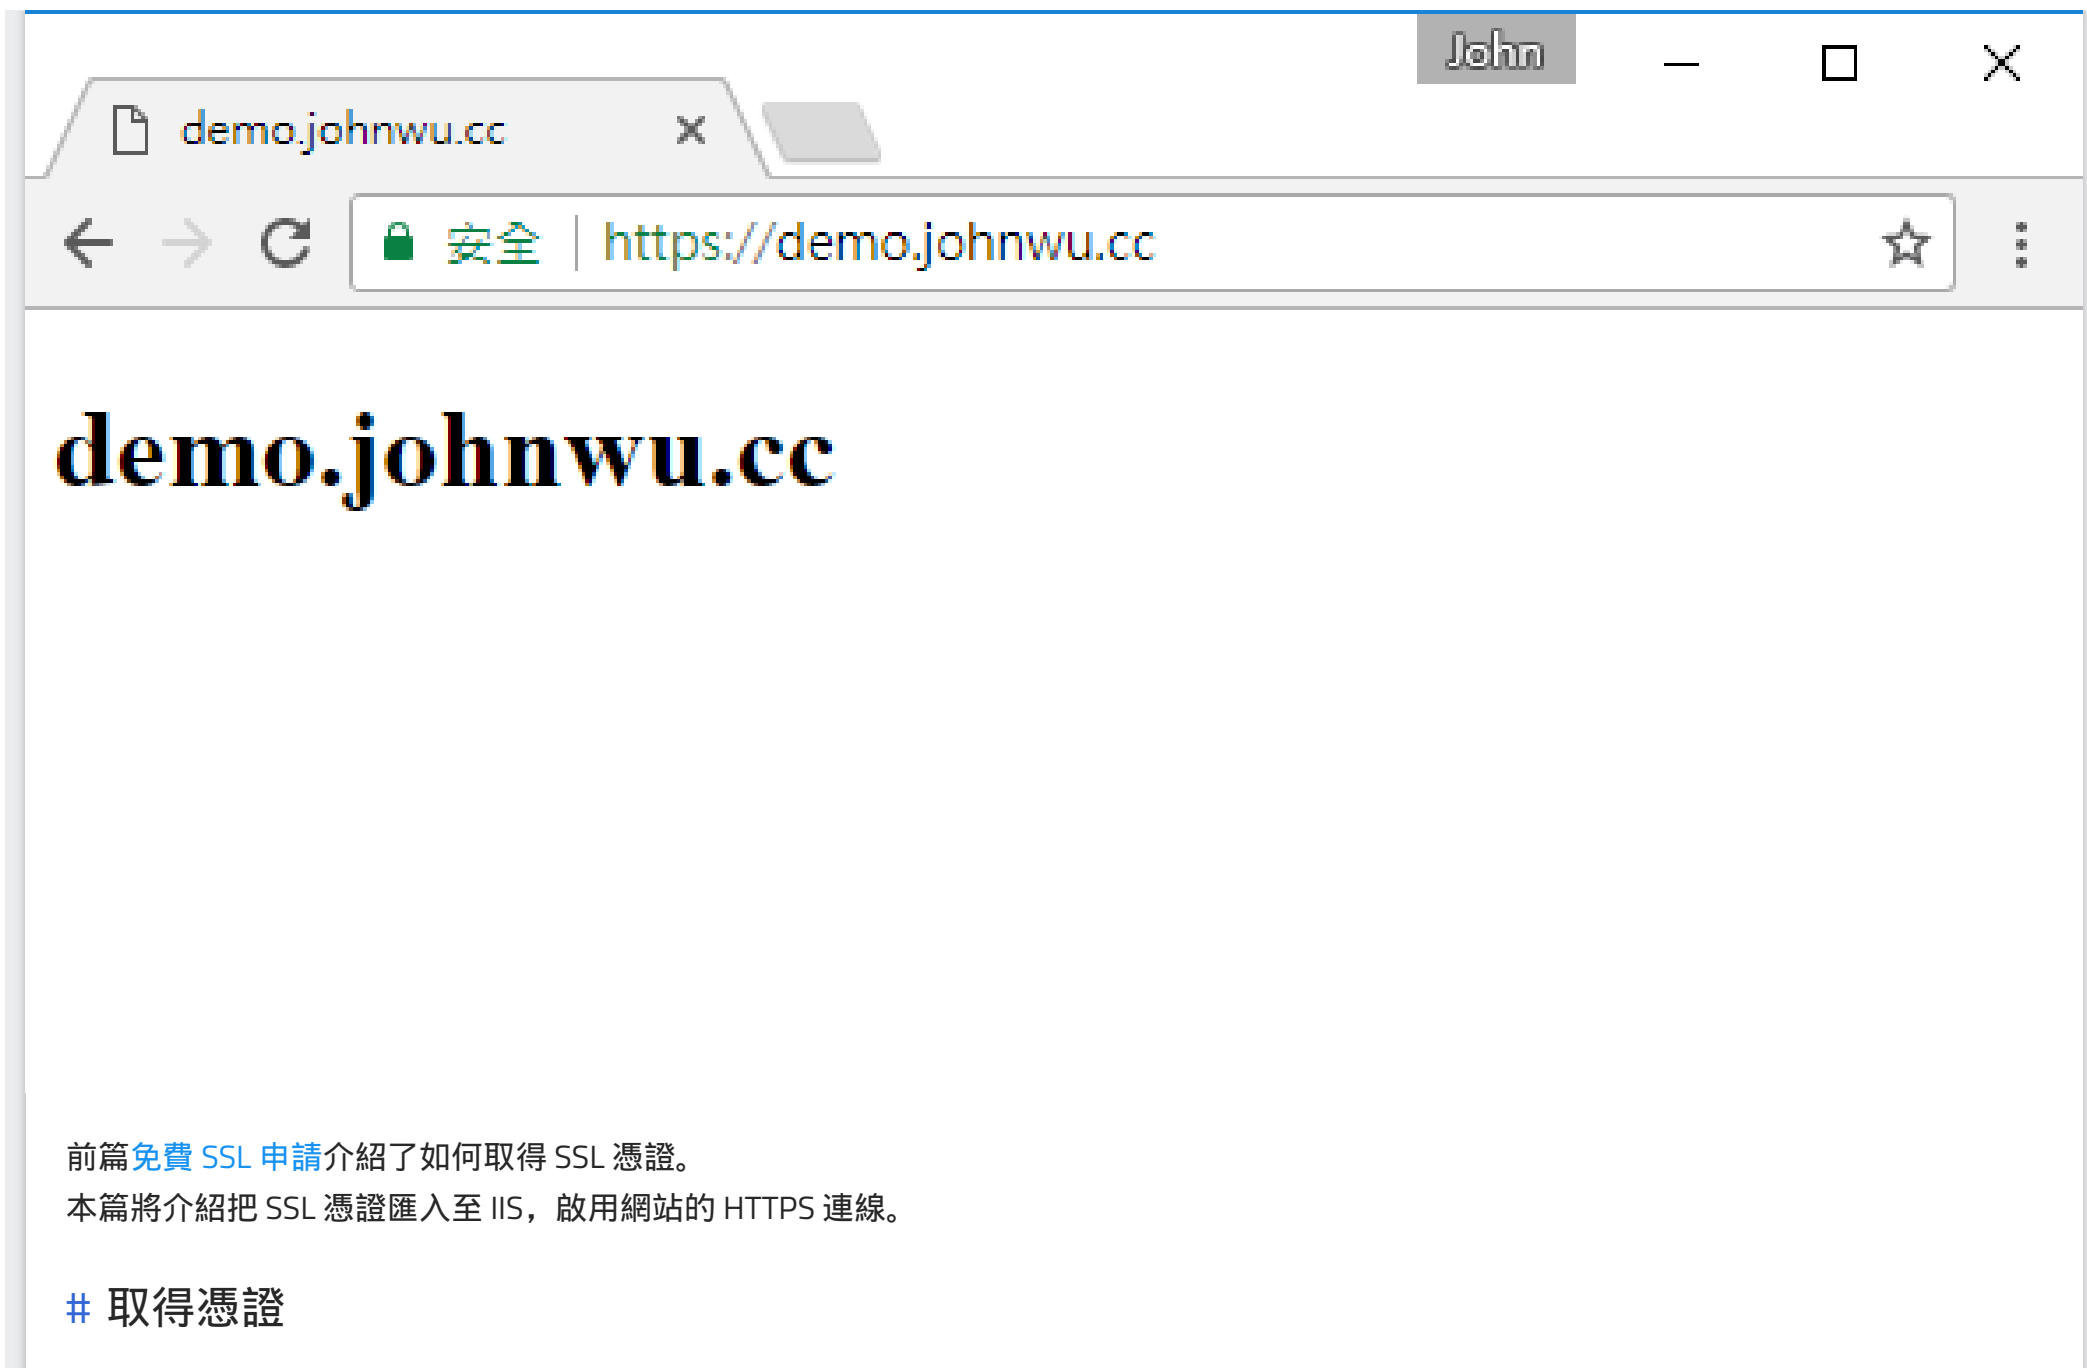 John
demo.johnwu.cc
安全 https://demo.johnwu.cc
demo.johnwu.cc
前篇免費 SSL 申請介紹了如何取得 SSL 憑證。
本篇將介紹把 SSL 憑證匯入至 IIS，啟用網站的 HTTPS 連線。
# 取得憑證